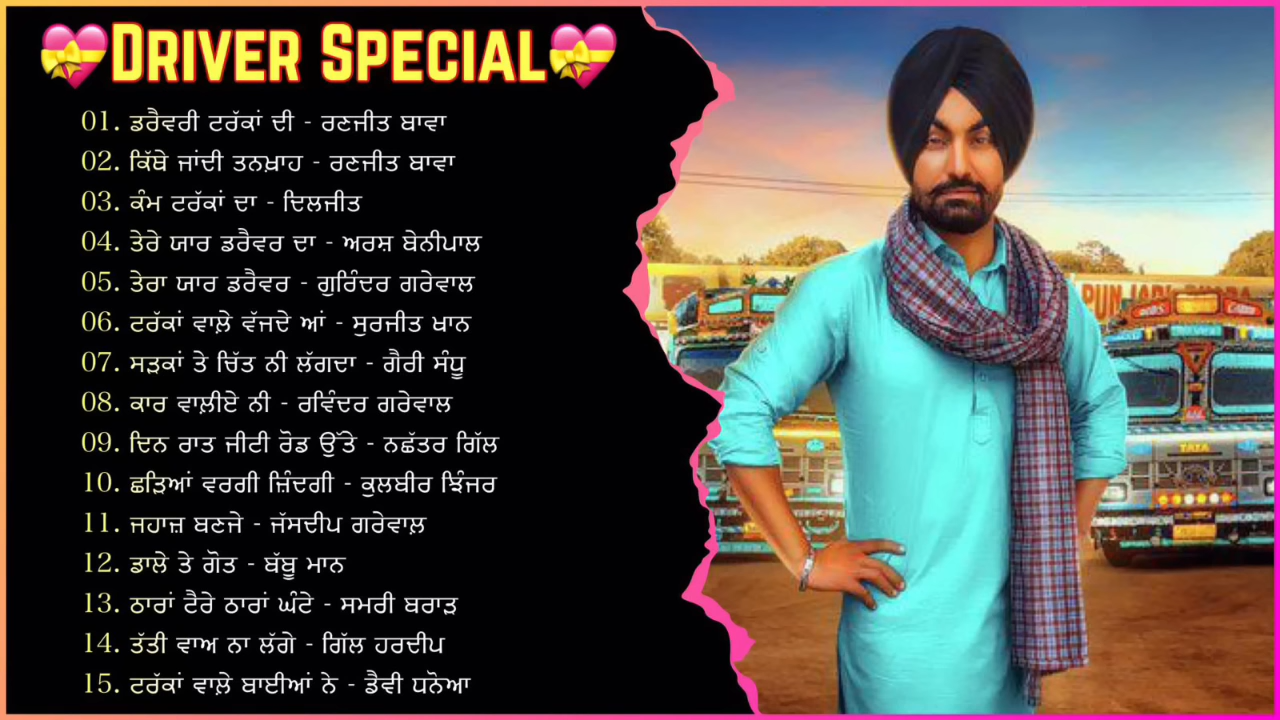 💝DRIVER SPECIAL💝
01. ਡਰੈਵਰੀ ਟਰੱਕਾਂ ਦੀ - ਰਣਜੀਤ ਬਾਵਾ
02. ਕਿੱਥੇ ਜਾਂਦੀ ਤਨਖ਼ਾਹ - ਰਣਜੀਤ ਬਾਵਾ
03. ਕੰਮ ਟਰੱਕਾਂ ਦਾ - ਦਿਲਜੀਤ
04. ਤੇਰੇ ਯਾਰ ਡਰੈਵਰ ਦਾ - ਅਰਸ਼ ਬੇਨੀਪਾਲ
05. ਤੇਰਾ ਯਾਰ ਡਰੈਵਰ - ਗੁਰਿੰਦਰ ਗਰੇਵਾਲ
06. ਟਰੱਕਾਂ ਵਾਲ਼ੇ ਵੱਜਦੇ ਆਂ - ਸੁਰਜੀਤ ਖਾਨ
07. ਸੜਕਾਂ ਤੇ ਚਿੱਤ ਨੀ ਲੱਗਦਾ - ਗੈਰੀ ਸੰਧੂ
08. ਕਾਰ ਵਾਲ਼ੀਏ ਨੀ - ਰਵਿੰਦਰ ਗਰੇਵਾਲ
09. ਦਿਨ ਰਾਤ ਜੀਟੀ ਰੋਡ ਉੱਤੇ - ਨਛੱਤਰ ਗਿੱਲ
10. ਛੜਿਆਂ ਵਰਗੀ ਜ਼ਿੰਦਗੀ - ਕੁਲਬੀਰ ਝਿੰਜਰ
11. ਜਹਾਜ਼ ਬਣਜੇ - ਜੱਸਦੀਪ ਗਰੇਵਾਲ਼
12. ਡਾਲੇ ਤੇ ਗੋਤ - ਬੱਬੂ ਮਾਨ
13. ਠਾਰਾਂ ਟੈਰੇ ਠਾਰਾਂ ਘੰਟੇ - ਸਮਰੀ ਬਰਾੜ
14. ਤੱਤੀ ਵਾਅ ਨਾ ਲੱਗੇ - ਗਿੱਲ ਹਰਦੀਪ
15. ਟਰੱਕਾਂ ਵਾਲ਼ੇ ਬਾਈਆਂ ਨੇ - ਡੈਵੀ ਧਨੋਆ
TATA